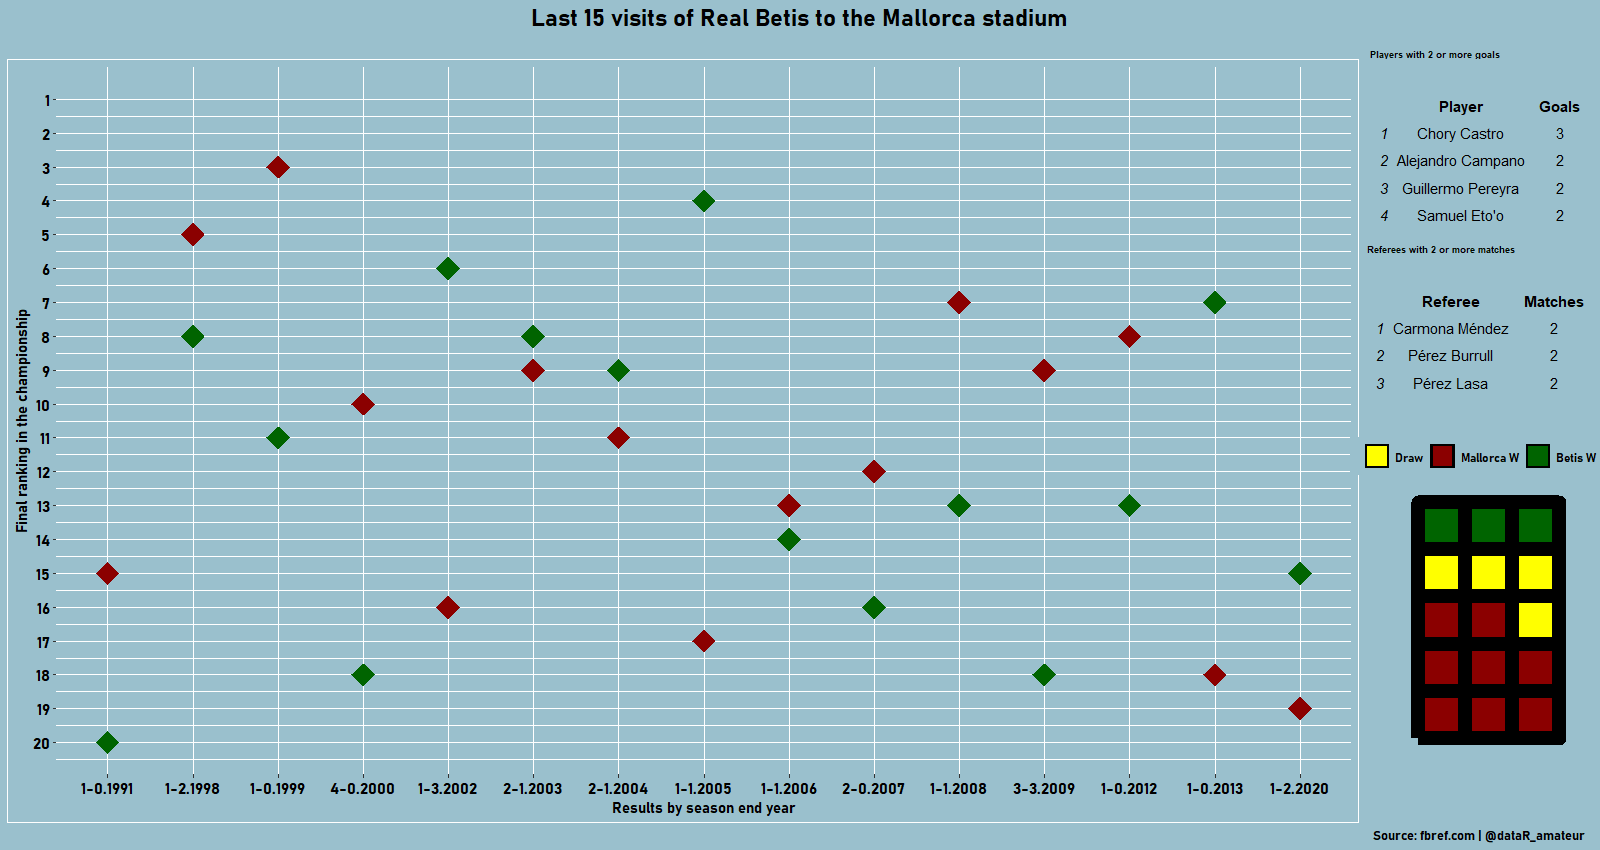 Last 15 visits of Real Betis to the Mallorca stadium
Final ranking in the championship
1
2
3
4
5
6
7
8
9
10
11
12
13
14
15
16
17
18
19
20
1-0.1991 1-2.1998 1-0.1999 4-0.2000 1-3.2002 2-1.2003 2-1.2004 1-1.2005 1-1.2006 2-0.2007 1-1.2008 3-3.2009 1-0.2012 1-0.2013 1-2.2020
Results by season end year
Players with 2 or more goals
Player Goals
1 Chory Castro 3
2 Alejandro Campano 2
3 Guillermo Pereyra 2
4 Samuel Eto'o 2
Referees with 2 or more matches
Referee Matches
1 Carmona Méndez 2
2 Pérez Burrull 2
3 Pérez Lasa 2
Draw Mallorca W Betis W
Source: fbref.com | @dataR_amateur